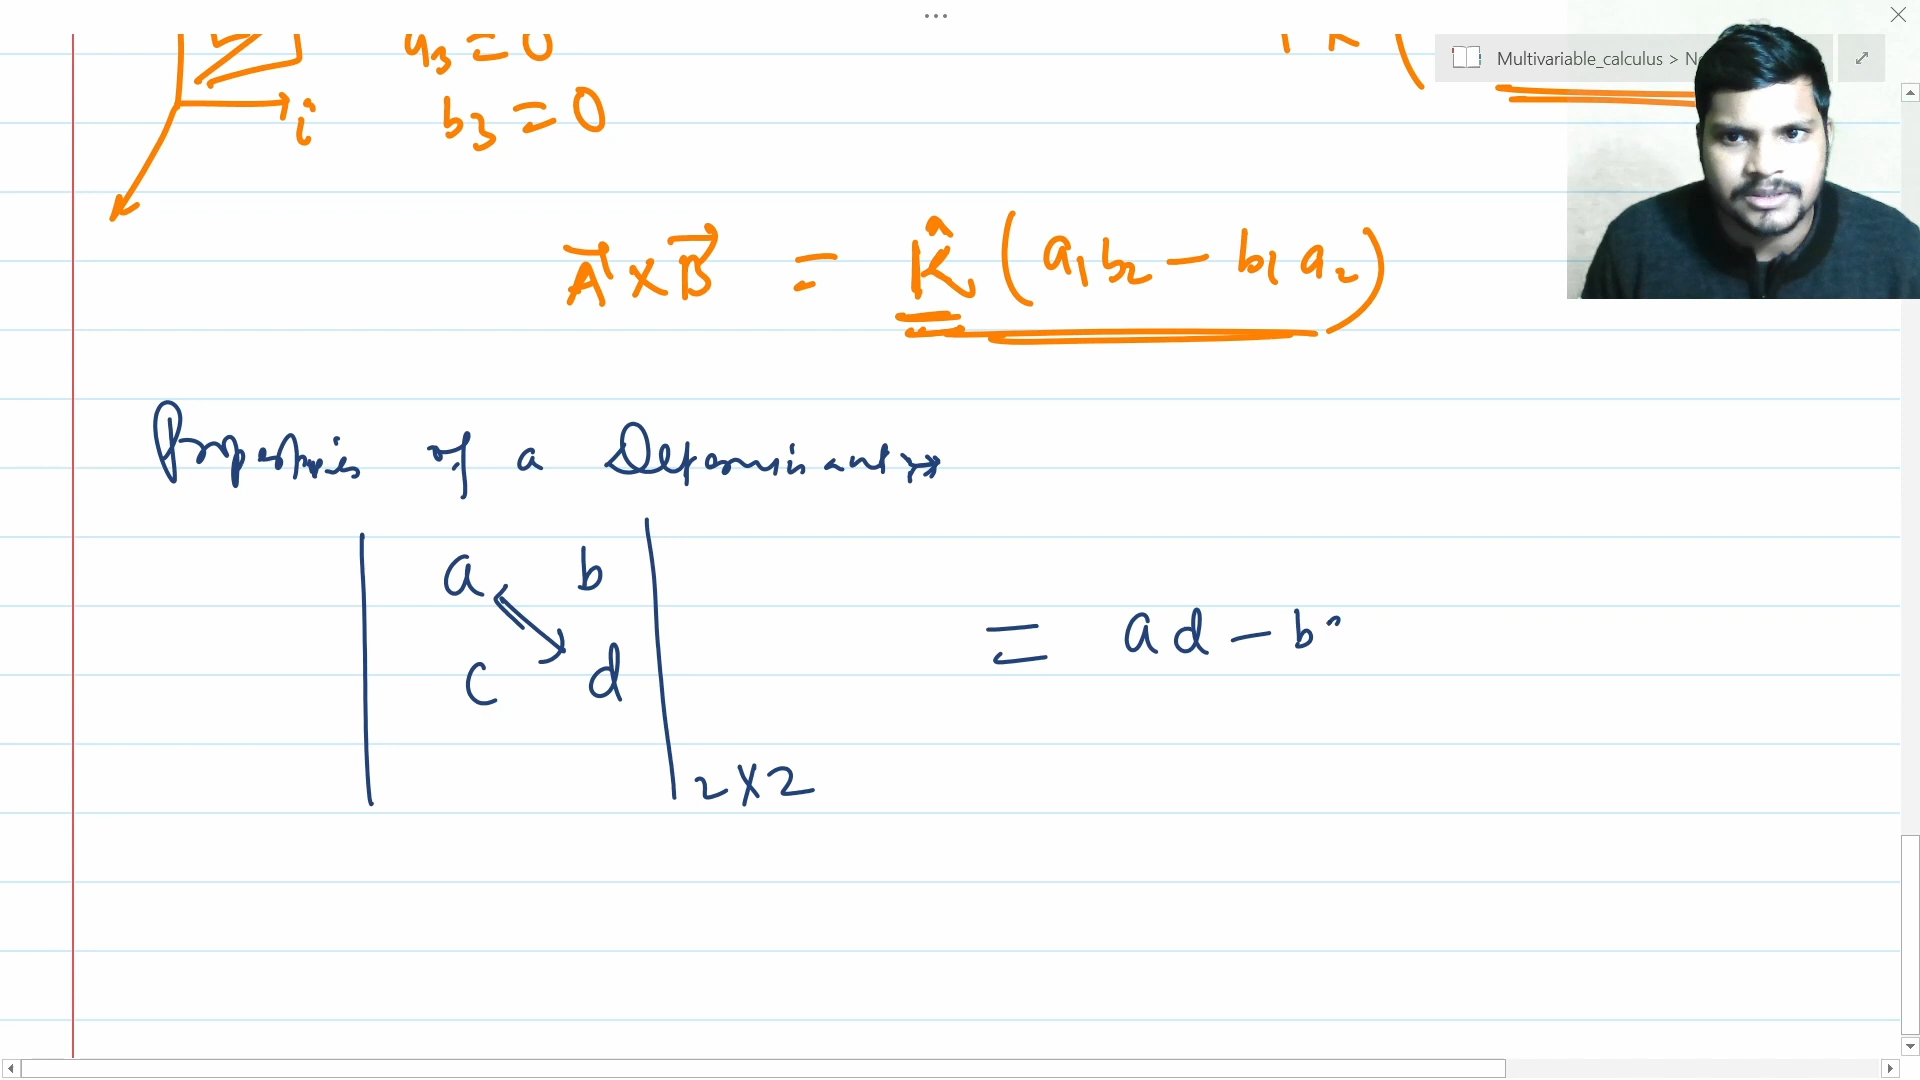 a3 = 0
Multivariable_calculus > N
i
b3 = 0
A × B = k̂ (a1b2 − b1a2)
Properties of a Determinant
a b
c d
2×2
= ad − b